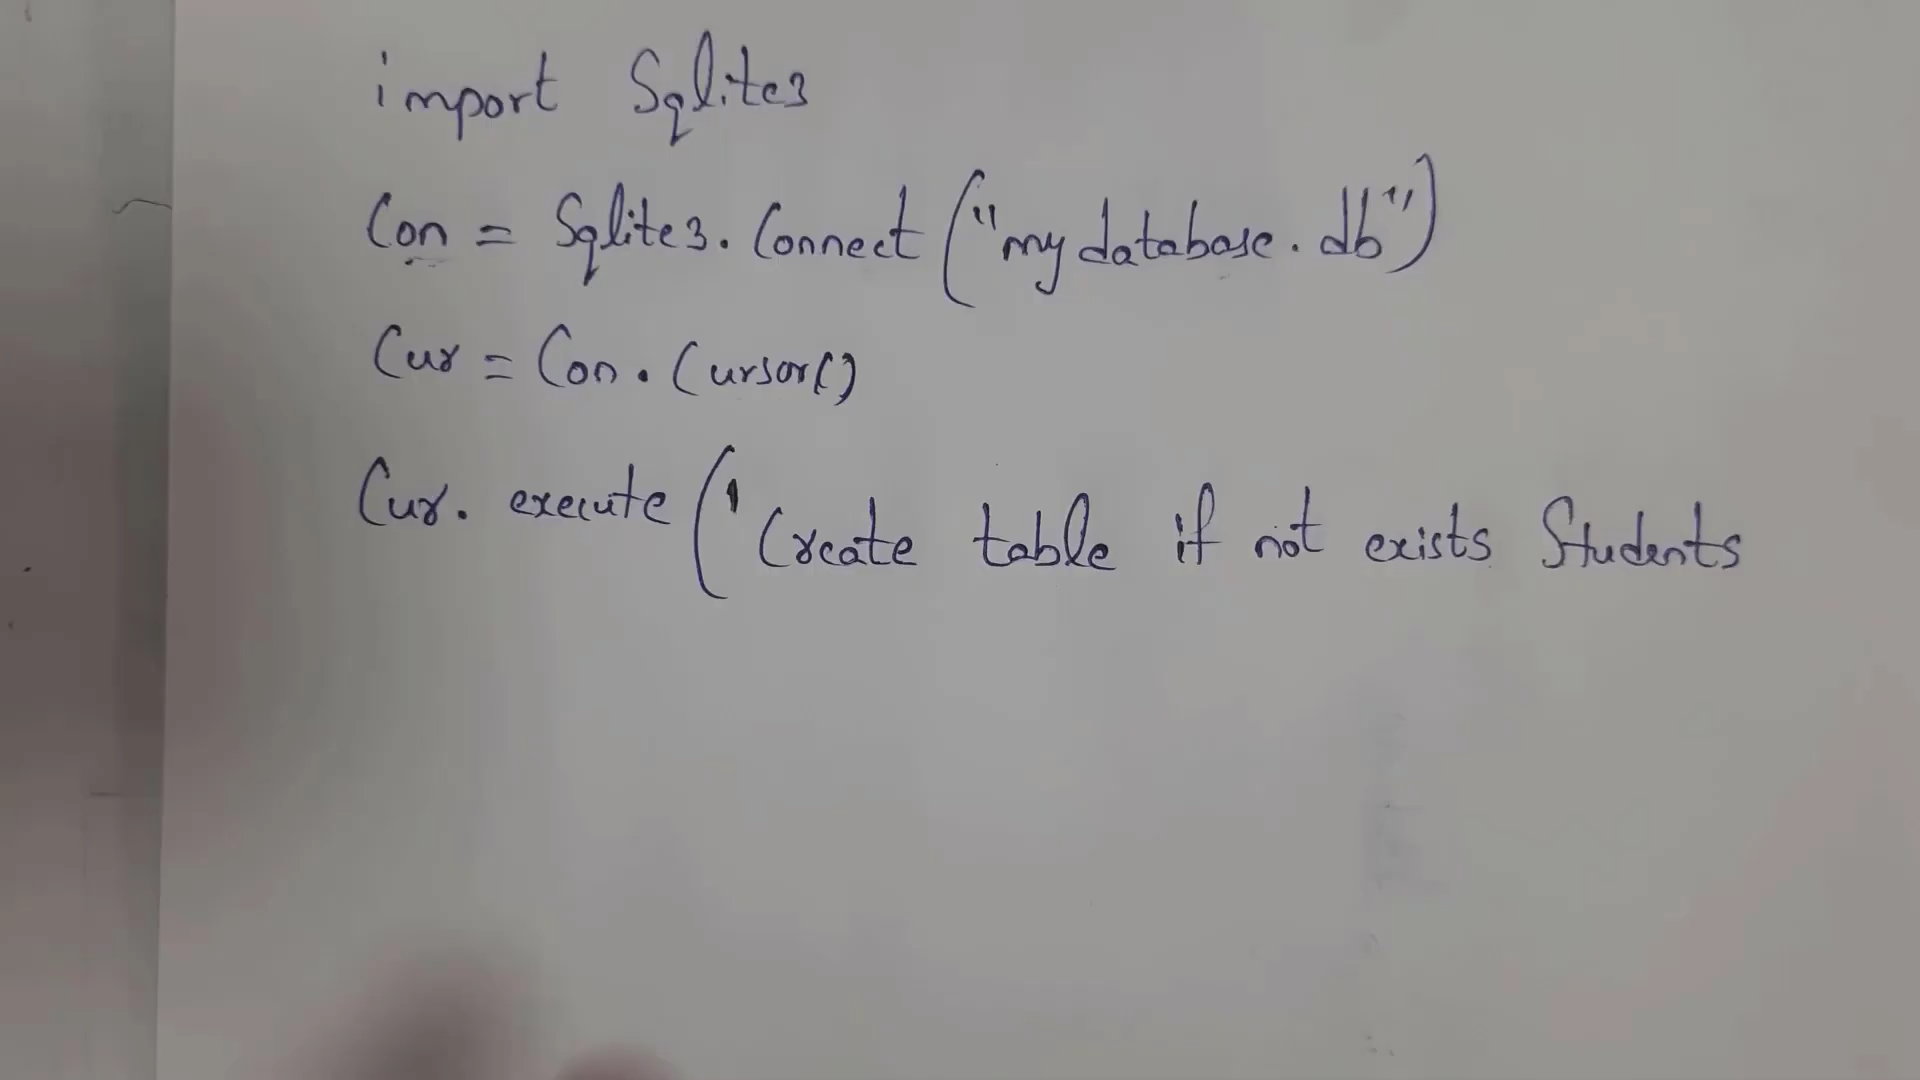 import Sqlite3
Con = Sqlite3. Connect ("my database. db")
Cur = Con. Cursor()
Cur. execute (' Create table if not exists Students